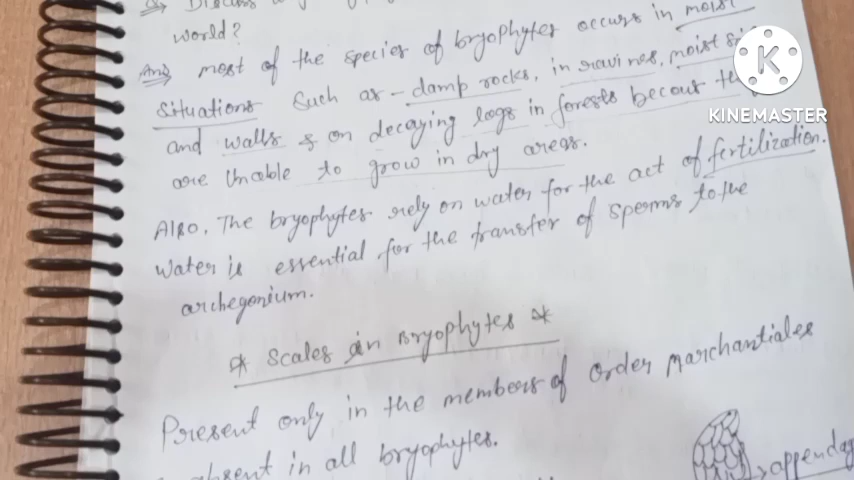 Q⇒ Discuss
world?
Ans⇒ most of the species of bryophytes occurs in moist
situations such as - damp rocks, in ravines, moist
and walls & on decaying logs in forests becous
are Unable to grow in dry areas.
Also, The bryophytes rely on water for the act of fertilization.
Water is essential for the transfer of sperms to the
archegonium.
* Scales in Bryophytes *
Present only in the members of order Marchantiales
absent in all bryophytes.
appendag
K
KINEMASTER